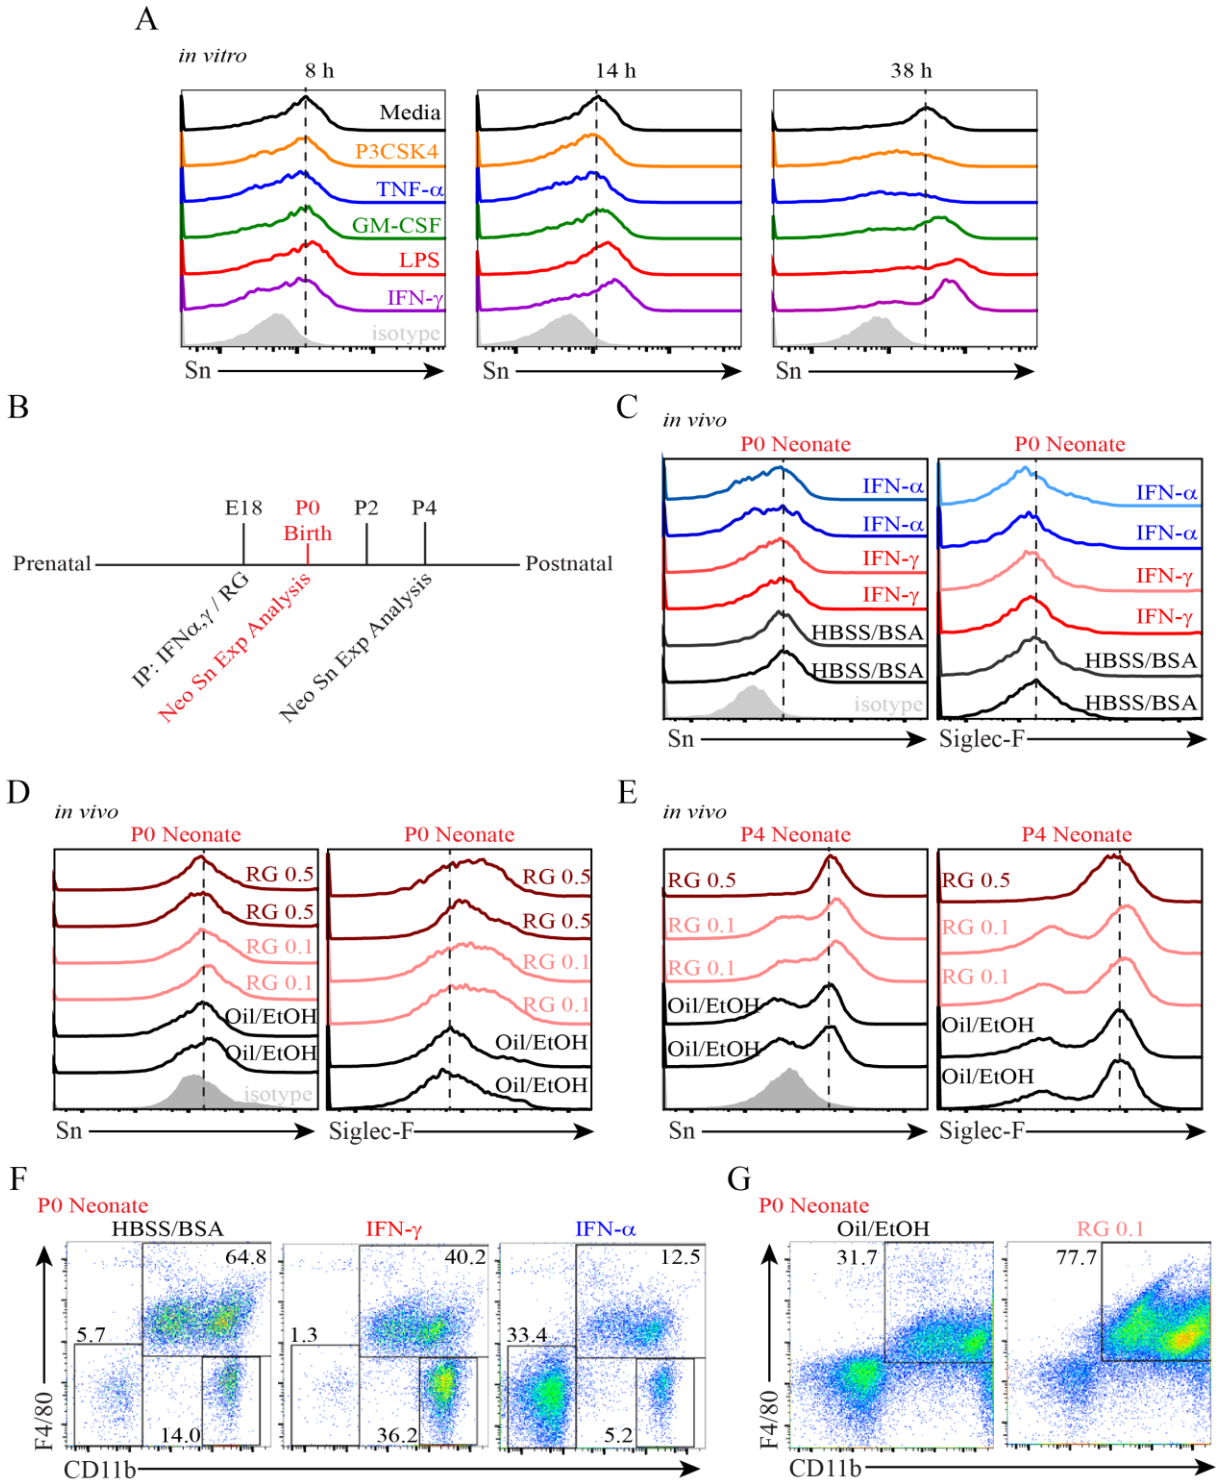 A
in vitro
8 h
14 h
38 h
Media
P3CSK4
TNF-α
GM-CSF
LPS
IFN-γ
isotype
Sn
Sn
Sn
B
E18
P0
Birth
P2
P4
Prenatal
Postnatal
IP: IFNα,γ / RG
Neo Sn Exp Analysis
Neo Sn Exp Analysis
C
in vivo
P0 Neonate
P0 Neonate
IFN-α
IFN-α
IFN-γ
IFN-γ
HBSS/BSA
HBSS/BSA
isotype
Sn
IFN-α
IFN-α
IFN-γ
IFN-γ
HBSS/BSA
HBSS/BSA
Siglec-F
D
in vivo
P0 Neonate
P0 Neonate
RG 0.5
RG 0.5
RG 0.1
RG 0.1
Oil/EtOH
Oil/EtOH
isotype
Sn
RG 0.5
RG 0.5
RG 0.1
RG 0.1
Oil/EtOH
Oil/EtOH
Siglec-F
E
in vivo
P4 Neonate
P4 Neonate
RG 0.5
RG 0.1
RG 0.1
Oil/EtOH
Oil/EtOH
Sn
RG 0.5
RG 0.1
RG 0.1
Oil/EtOH
Oil/EtOH
Siglec-F
F
P0 Neonate
HBSS/BSA
IFN-γ
IFN-α
64.8
5.7
14.0
40.2
1.3
36.2
12.5
33.4
5.2
F4/80
CD11b
G
P0 Neonate
Oil/EtOH
RG 0.1
31.7
77.7
F4/80
CD11b